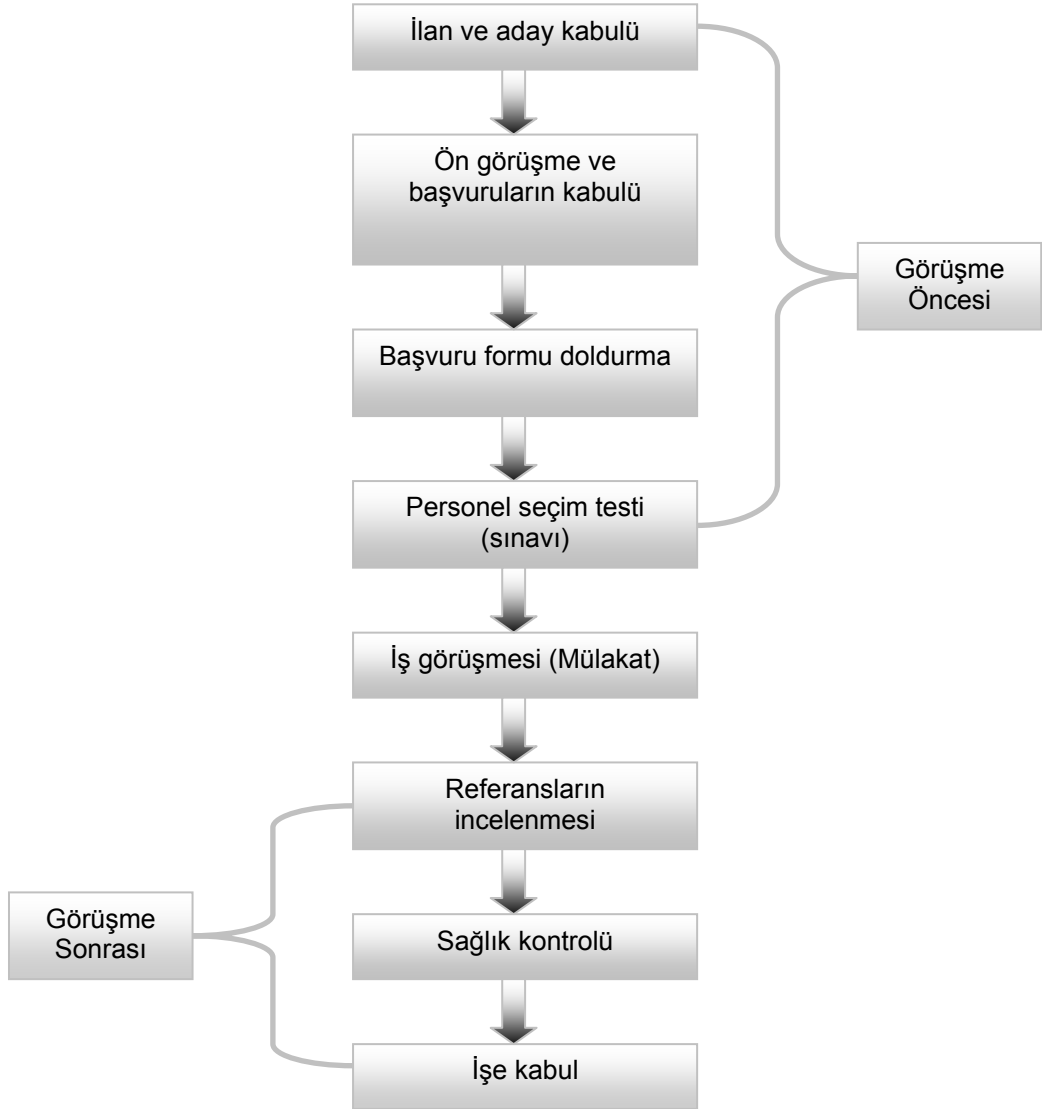 İlan ve aday kabulü
Ön görüşme ve
başvuruların kabulü
Görüşme
Öncesi
Başvuru formu doldurma
Personel seçim testi
(sınavı)
İş görüşmesi (Mülakat)
Referansların
incelenmesi
Görüşme
Sonrası
Sağlık kontrolü
İşe kabul